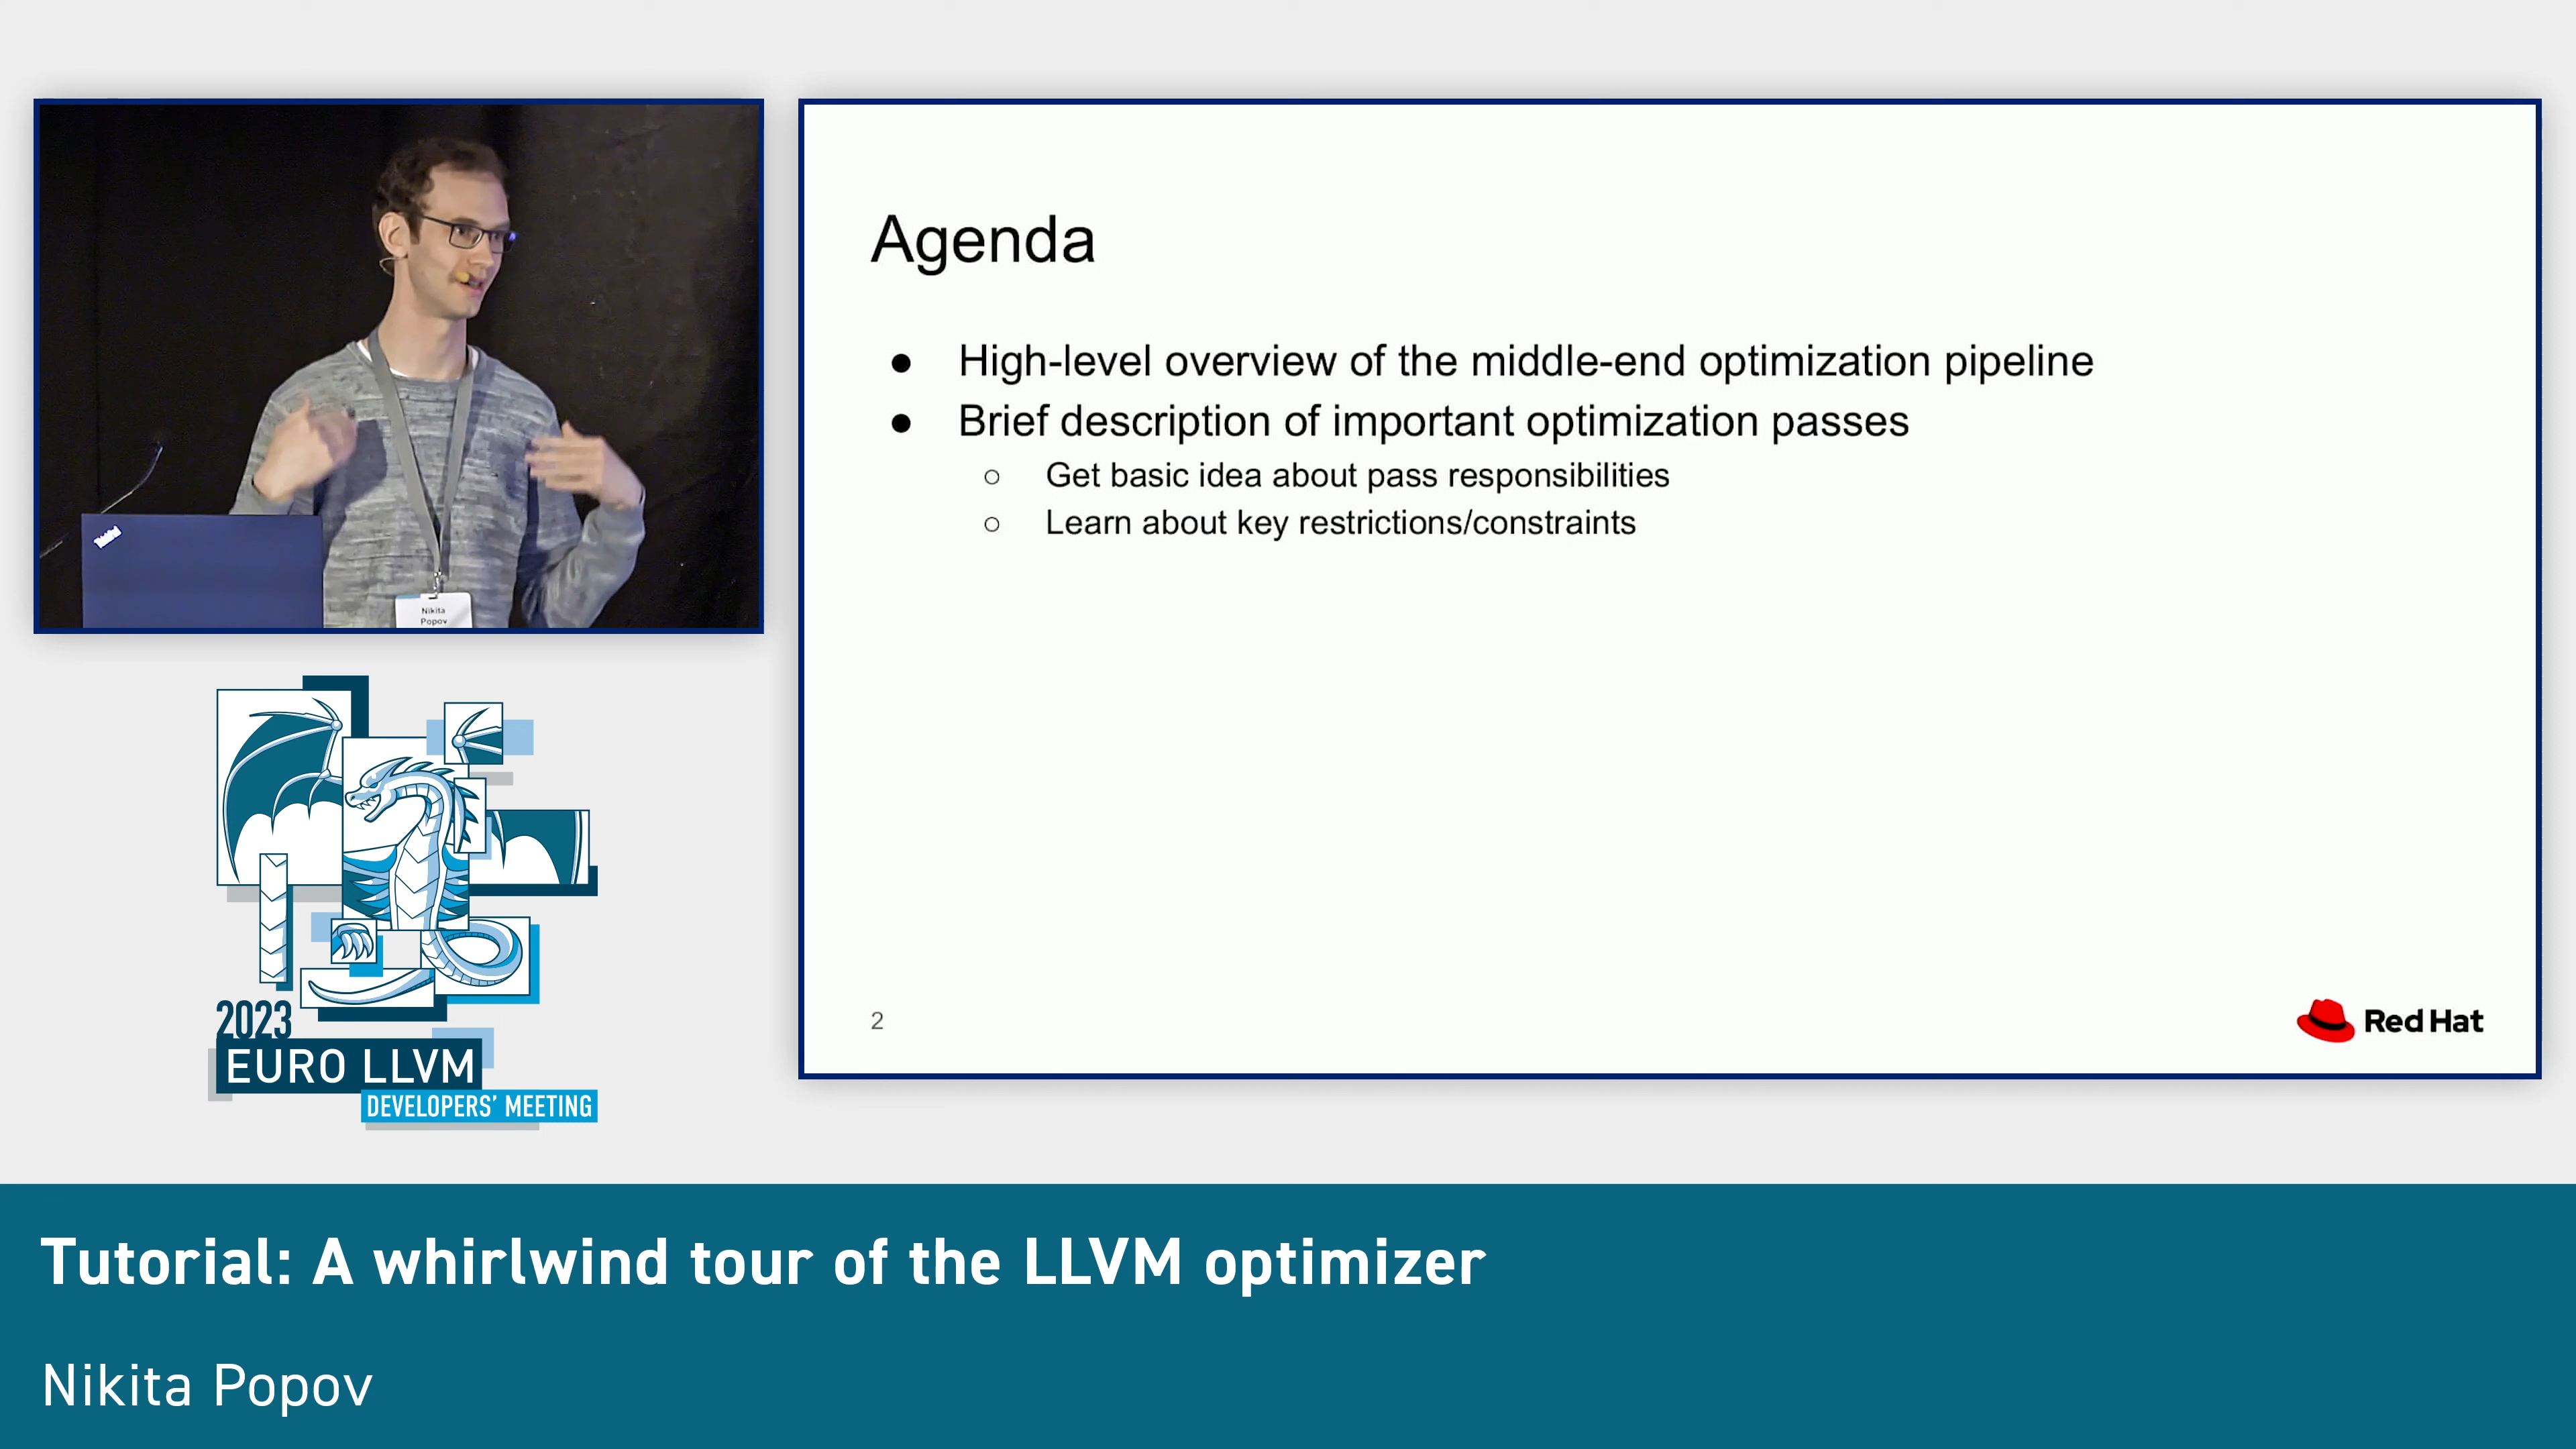 Nikita
Popov
Agenda
● High-level overview of the middle-end optimization pipeline
● Brief description of important optimization passes
○ Get basic idea about pass responsibilities
○ Learn about key restrictions/constraints
2
Red Hat
2023
EURO LLVM
DEVELOPERS' MEETING
Tutorial: A whirlwind tour of the LLVM optimizer
Nikita Popov